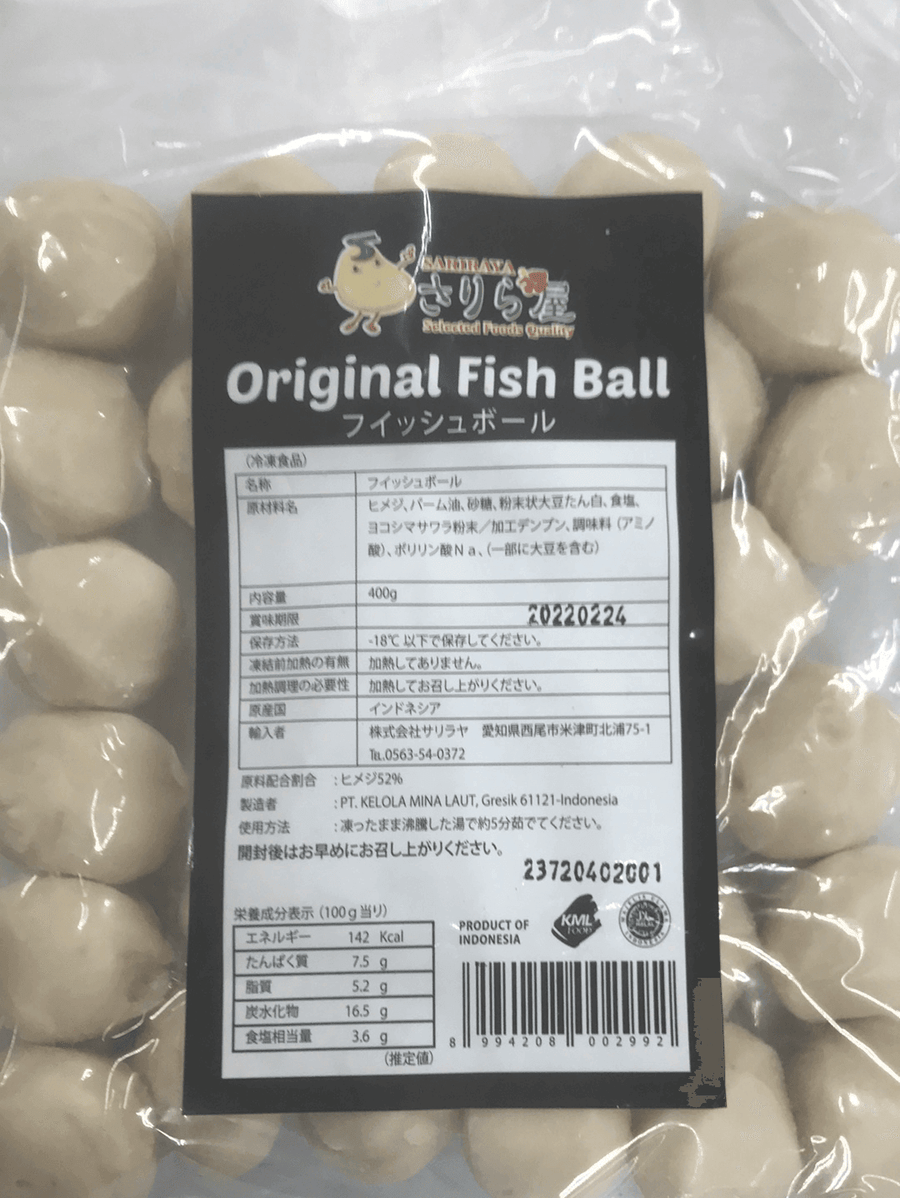 SARIRAYA
さりら屋
Selected Foods Quality
Original Fish Ball
フイッシュボール
(冷凍食品)
名称 フイッシュボール
原材料名 ヒメジ、パーム油、砂糖、粉末状大豆たん白、食塩、
ヨコシマサワラ粉末／加工デンプン、調味料（アミノ
酸）、ポリリン酸Ｎａ、（一部に大豆を含む）
内容量 400g
賞味期限 20220224
保存方法 -18℃ 以下で保存してください。
凍結前加熱の有無 加熱してありません。
加熱調理の必要性 加熱してお召し上がりください。
原産国 インドネシア
輸入者 株式会社サリラヤ 愛知県西尾市米津町北浦75-1
℡.0563-54-0372
原料配合割合 : ヒメジ52%
製造者 : PT. KELOLA MINA LAUT, Gresik 61121-Indonesia
使用方法 : 凍ったまま沸騰した湯で約5分茹でてください。
開封後はお早めにお召し上がりください。
23720402001
栄養成分表示（100ｇ当り）
エネルギー 142 Kcal
たんぱく質 7.5 g
脂質 5.2 g
炭水化物 16.5 g
食塩相当量 3.6 g
（推定値）
PRODUCT OF
INDONESIA
KML
FOOD
8 994208 002992